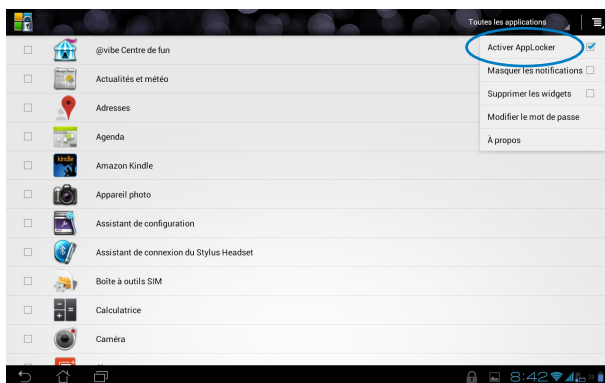 Toutes les applications
Activer AppLocker
Masquer les notifications
Supprimer les widgets
Modifier le mot de passe
À propos
@vibe Centre de fun
Actualités et météo
Adresses
Agenda
kindle
Amazon Kindle
Appareil photo
Assistant de configuration
Assistant de connexion du Stylus Headset
Boîte à outils SIM
Calculatrice
Caméra
8:42